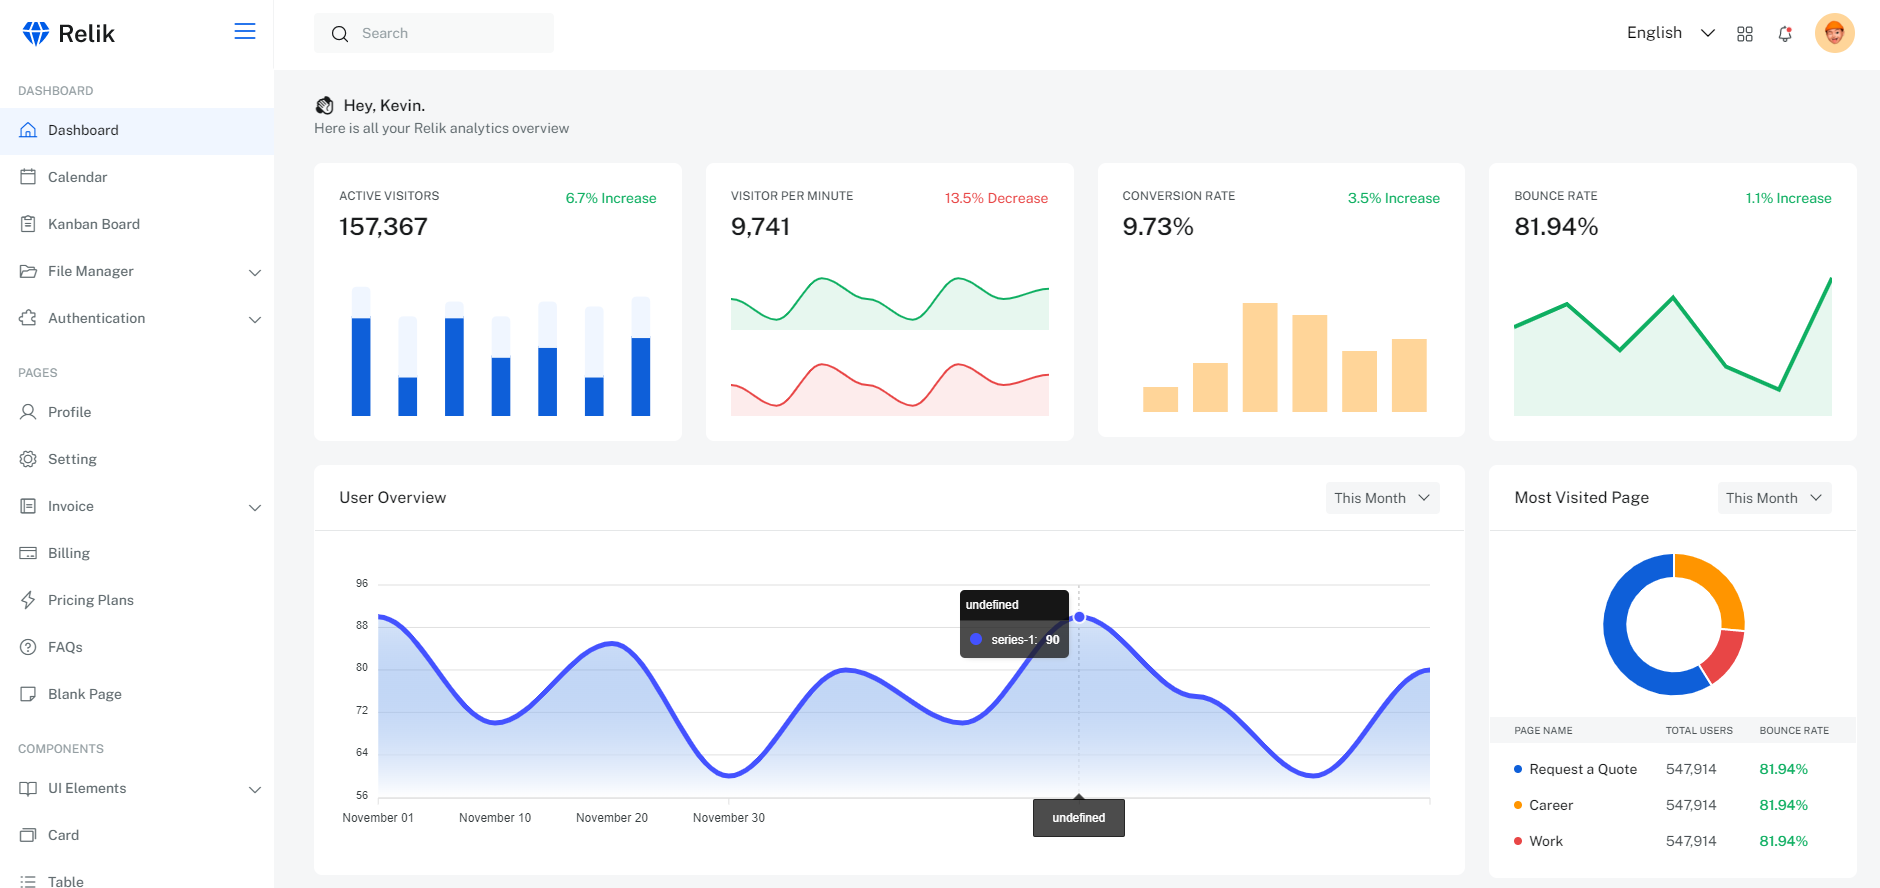 Relik
Search
English
DASHBOARD
Dashboard
Calendar
Kanban Board
File Manager
Authentication
PAGES
Profile
Setting
Invoice
Billing
Pricing Plans
FAQs
Blank Page
COMPONENTS
UI Elements
Card
Table
Hey, Kevin.
Here is all your Relik analytics overview
ACTIVE VISITORS
6.7% Increase
157,367
VISITOR PER MINUTE
13.5% Decrease
9,741
CONVERSION RATE
3.5% Increase
9.73%
BOUNCE RATE
1.1% Increase
81.94%
User Overview
This Month
96
88
80
72
64
56
undefined
series-1: 90
November 01
November 10
November 20
November 30
undefined
Most Visited Page
This Month
PAGE NAME TOTAL USERS BOUNCE RATE
Request a Quote 547,914 81.94%
Career 547,914 81.94%
Work 547,914 81.94%